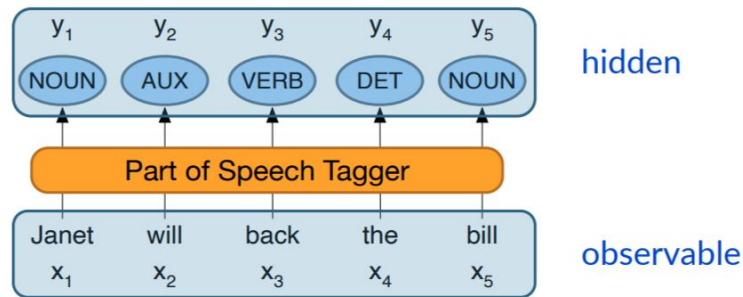 y1 y2 y3 y4 y5
NOUN AUX VERB DET NOUN
hidden
Part of Speech Tagger
Janet will back the bill
x1 x2 x3 x4 x5
observable